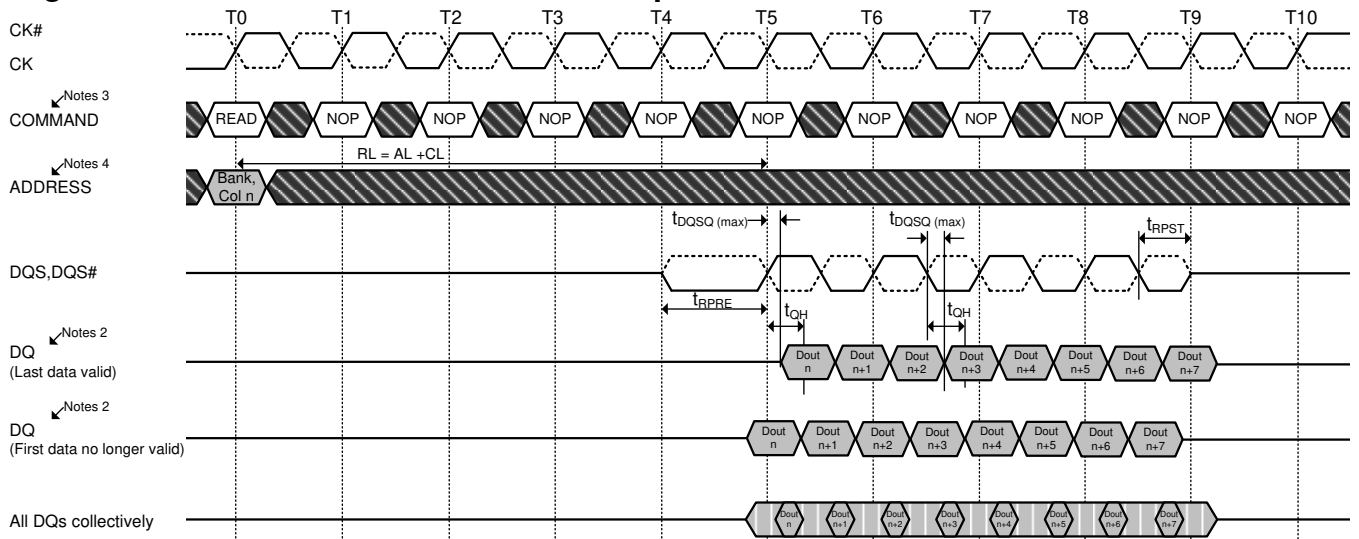 T0 T1 T2 T3 T4 T5 T6 T7 T8 T9 T10
CK#
CK
Notes 3
COMMAND READ NOP NOP NOP NOP NOP NOP NOP NOP NOP NOP
RL = AL +CL
Notes 4
ADDRESS
Bank,
Col n
tDQSQ (max) tDQSQ (max) tRPST
DQS,DQS#
tRPRE tQH tQH
Notes 2
DQ
(Last data valid)
Dout n Dout n+1 Dout n+2 Dout n+3 Dout n+4 Dout n+5 Dout n+6 Dout n+7
Notes 2
DQ
(First data no longer valid)
Dout n Dout n+1 Dout n+2 Dout n+3 Dout n+4 Dout n+5 Dout n+6 Dout n+7
All DQs collectively
Dout n Dout n+1 Dout n+2 Dout n+3 Dout n+4 Dout n+5 Dout n+6 Dout n+7